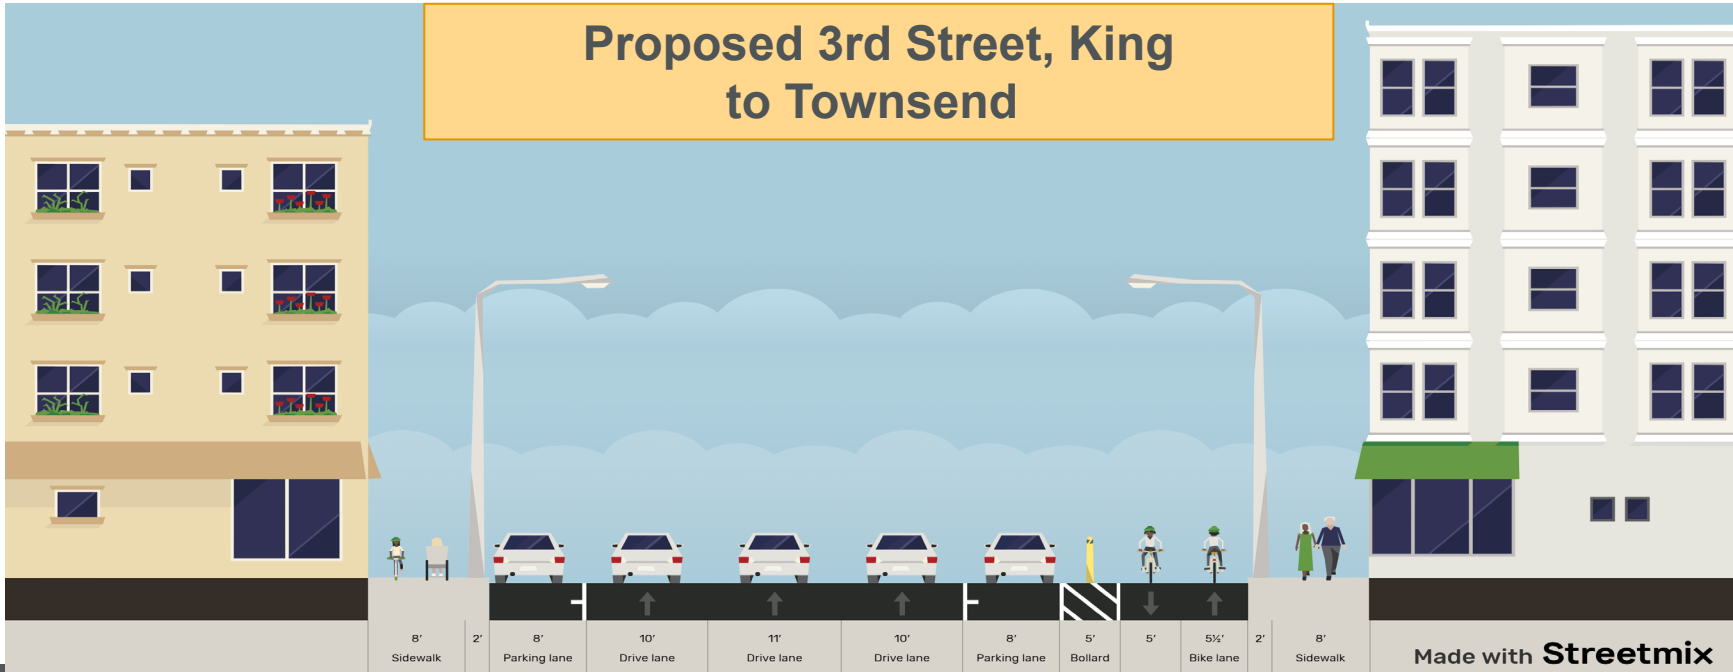 Proposed 3rd Street, King
to Townsend
8' 2' 8' 10' 11' 10' 8' 5' 5' 5½' 2' 8'
Sidewalk Parking lane Drive lane Drive lane Drive lane Parking lane Bollard Bike lane Sidewalk
Made with Streetmix